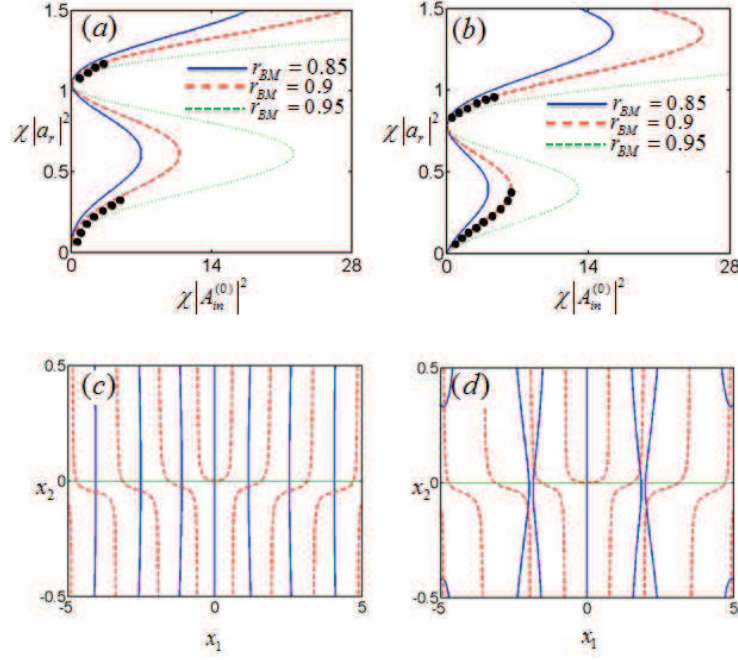 (a)
1.5
1
0.5
0
χ|a_r|^2
r_BM = 0.85
r_BM = 0.9
r_BM = 0.95
0 14 28
χ|A_in^(0)|^2
(b)
1.5
1
0.5
0
χ|a_r|^2
r_BM = 0.85
r_BM = 0.9
r_BM = 0.95
0 14 28
χ|A_in^(0)|^2
(c)
0.5
0
-0.5
x_2
-5 0 5
x_1
(d)
0.5
0
-0.5
x_2
-5 0 5
x_1